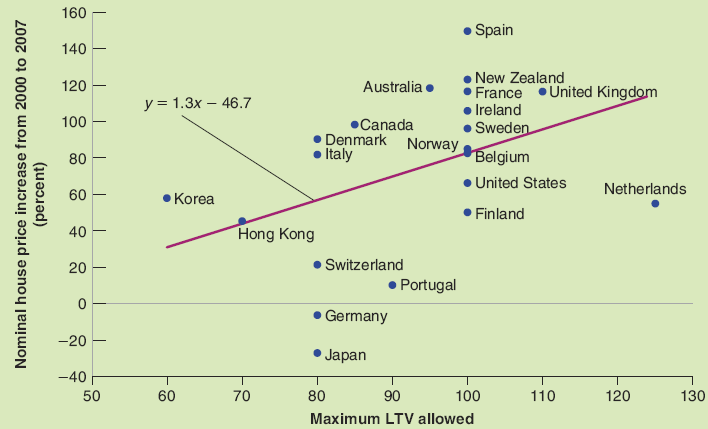 Nominal house price increase from 2000 to 2007
(percent)
160
140
120
100
80
60
40
20
0
−20
−40
50
60
70
80
90
100
110
120
130
Maximum LTV allowed
y = 1.3x − 46.7
Spain
New Zealand
Australia
France
United Kingdom
Ireland
Canada
Sweden
Denmark
Norway
Italy
Belgium
United States
Netherlands
Korea
Finland
Hong Kong
Switzerland
Portugal
Germany
Japan